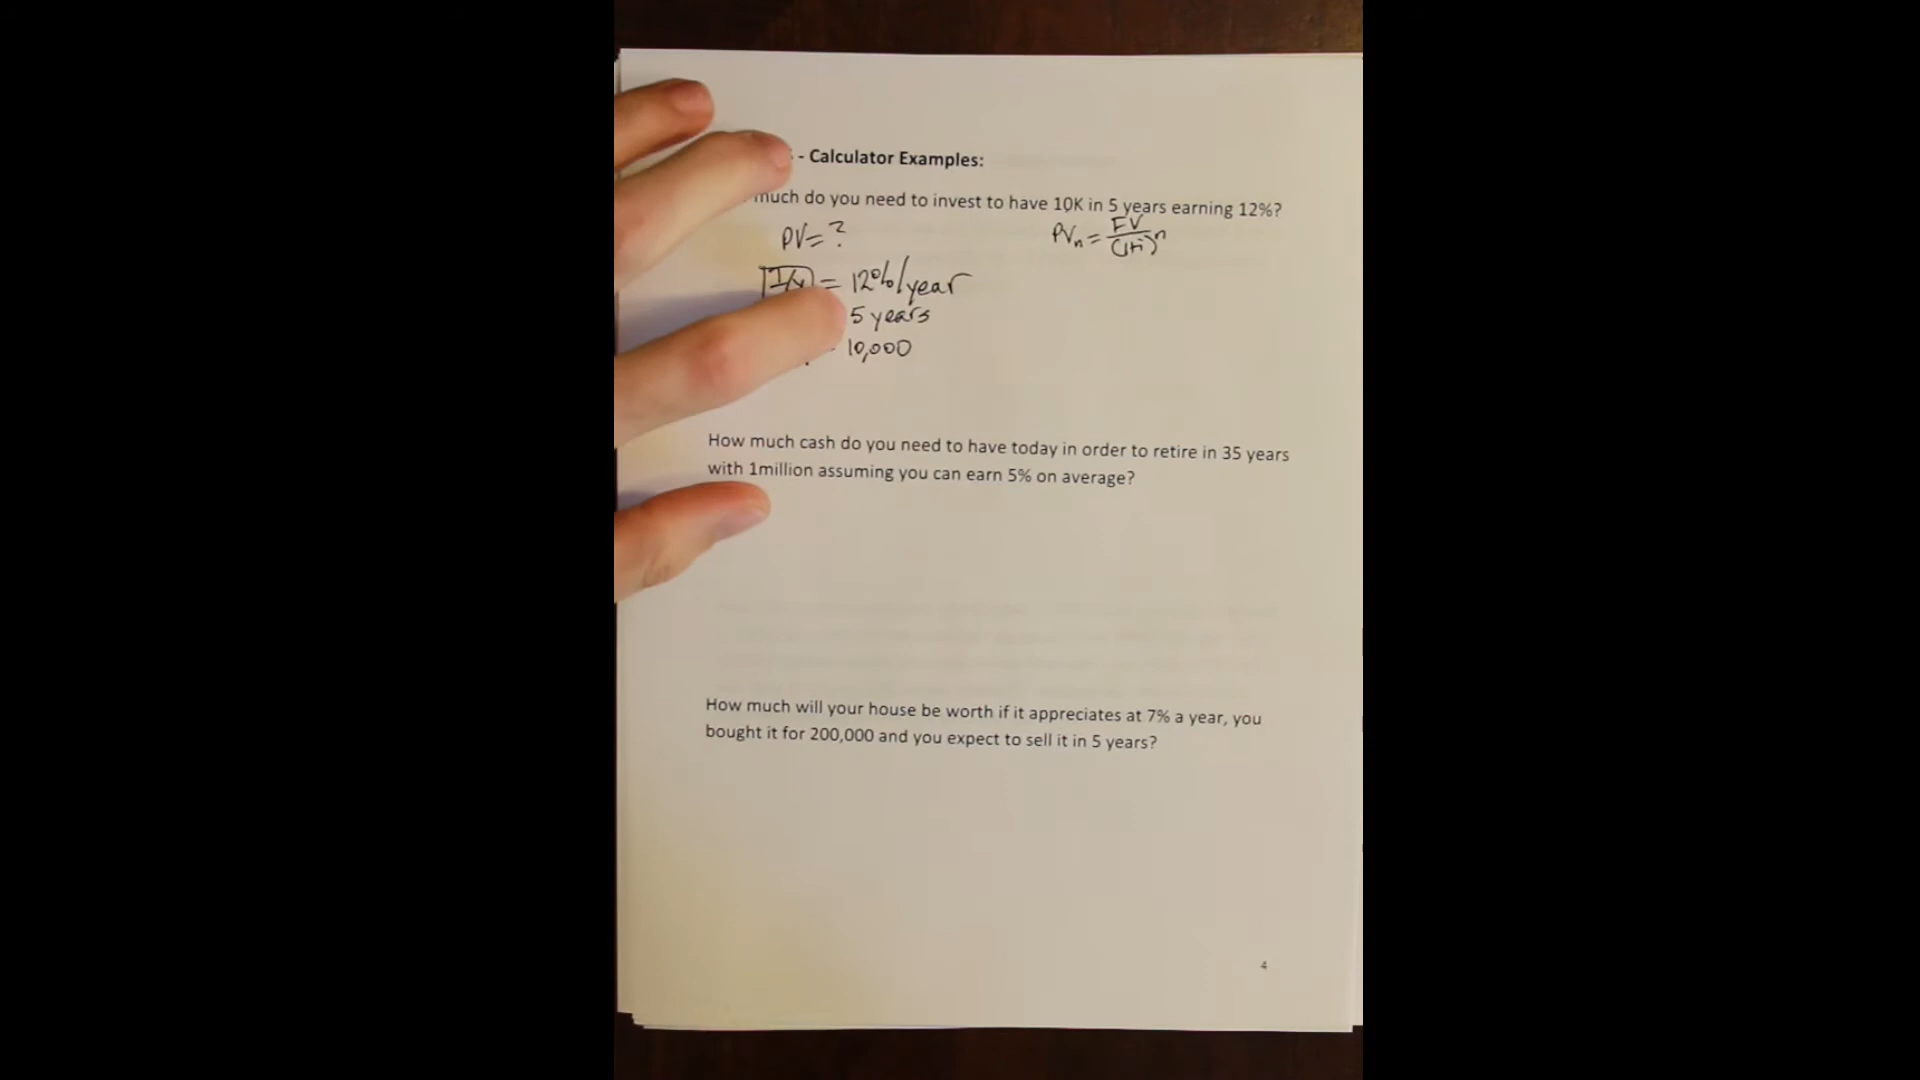 - Calculator Examples:
much do you need to invest to have 10K in 5 years earning 12%?
PV=?
PVn = FV/(1+i)^n
I/Y = 12%/year
5 years
10,000
How much cash do you need to have today in order to retire in 35 years
with 1million assuming you can earn 5% on average?
How much will your house be worth if it appreciates at 7% a year, you
bought it for 200,000 and you expect to sell it in 5 years?
4